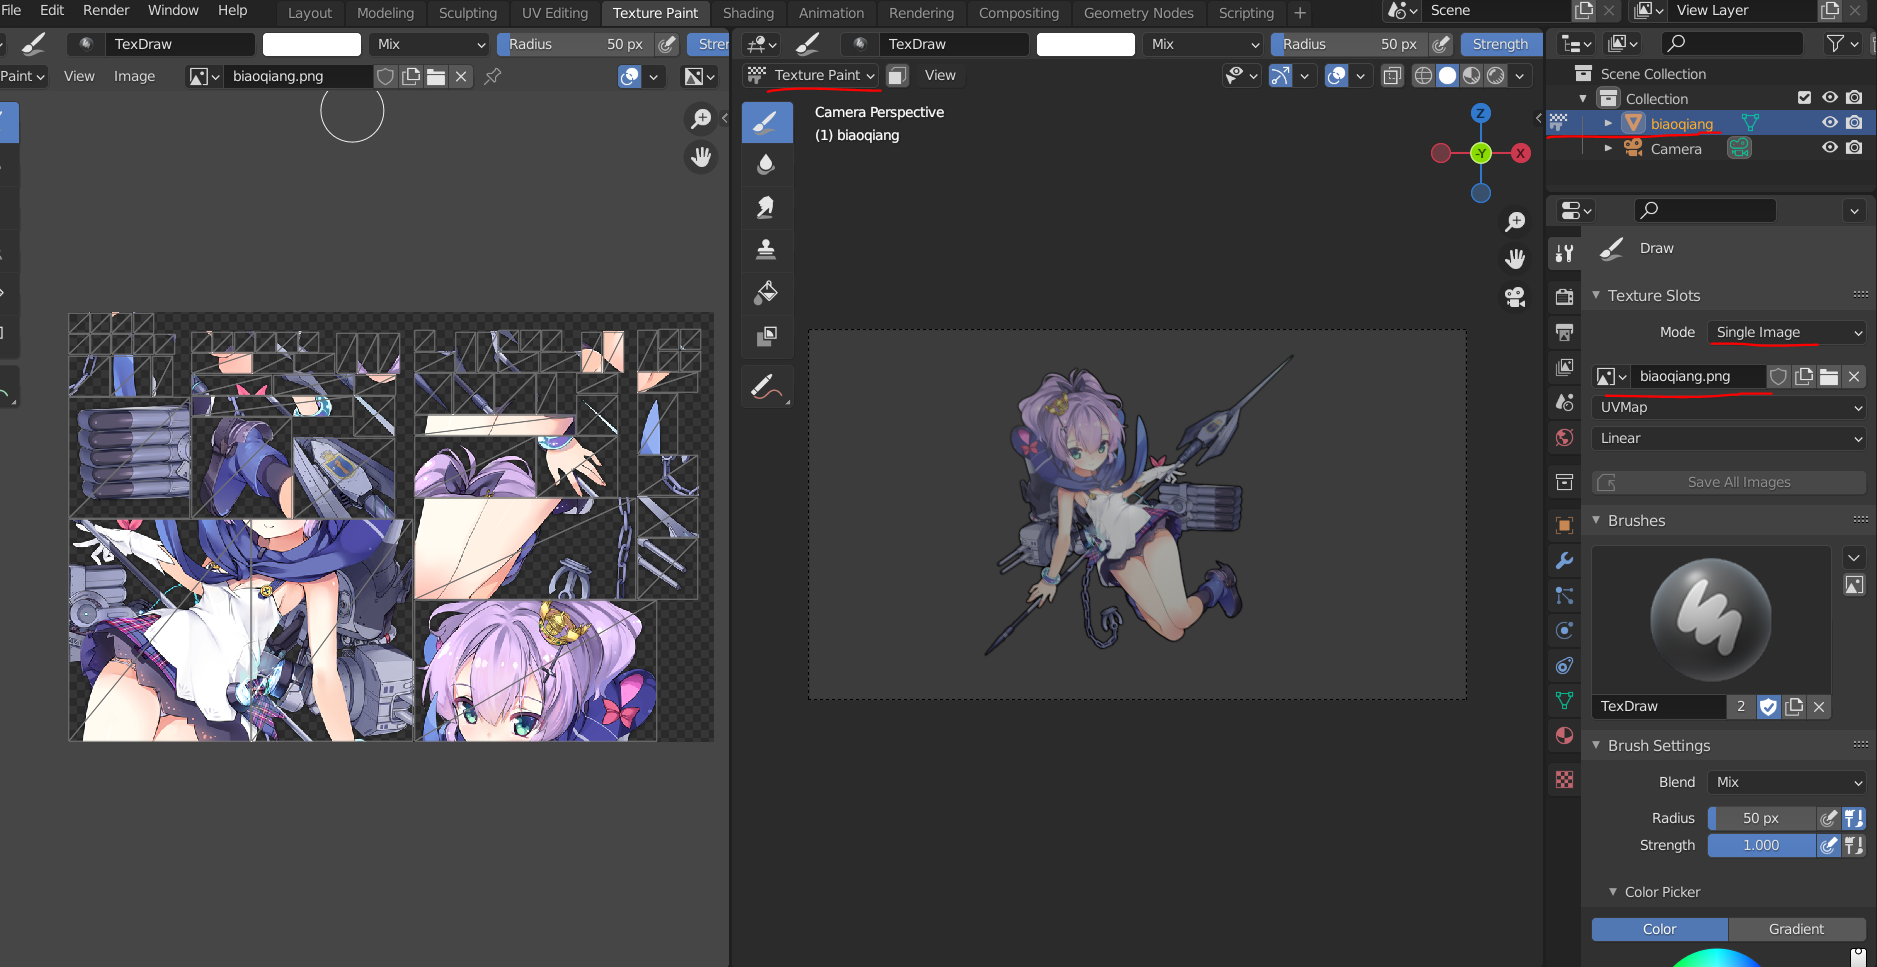 File Edit Render Window Help Layout Modeling Sculpting UV Editing Texture Paint Shading Animation Rendering Compositing Geometry Nodes Scripting + Scene View Layer
TexDraw Mix Radius 50 px Stren
TexDraw Mix Radius 50 px Strength
Paint View Image biaoqiang.png
Texture Paint View
Camera Perspective
(1) biaoqiang
Z
-Y X
Scene Collection
Collection
biaoqiang
Camera
Draw
Texture Slots
Mode Single Image
biaoqiang.png
UVMap
Linear
Save All Images
Brushes
TexDraw 2
Brush Settings
Blend Mix
Radius 50 px
Strength 1.000
Color Picker
Color Gradient